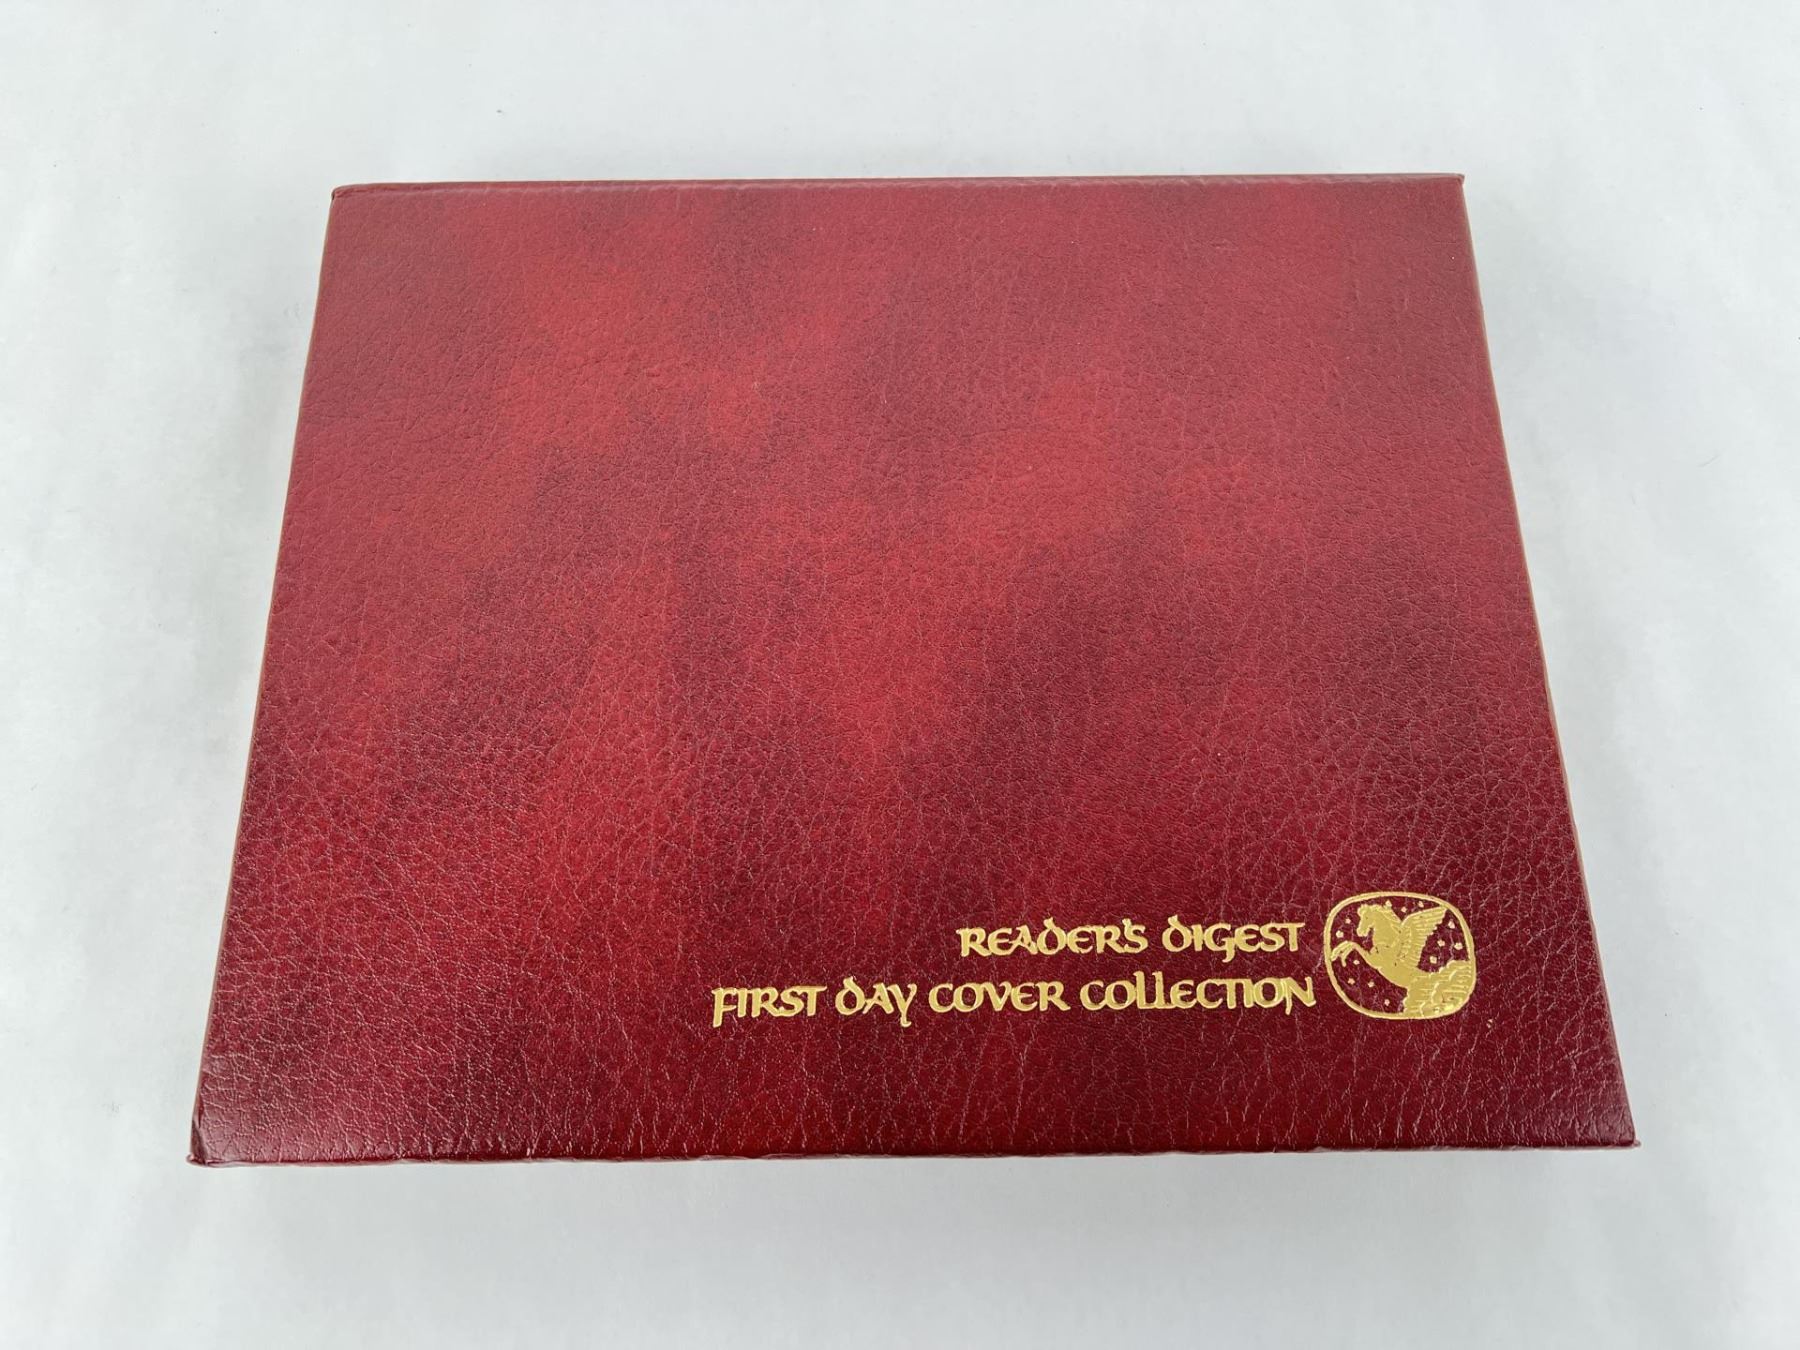 READER'S DIGEST
FIRST DAY COVER COLLECTION